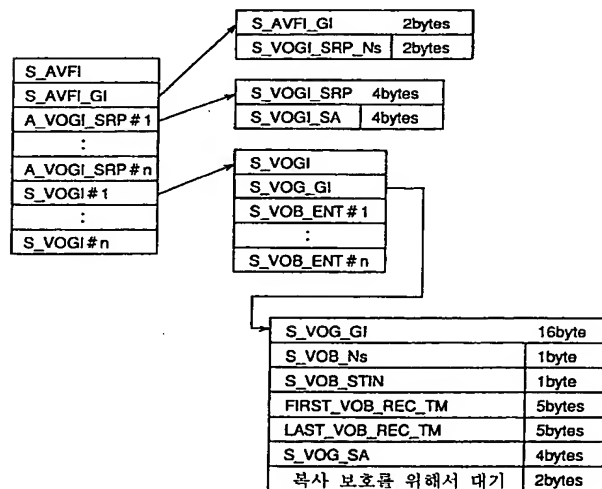 S_AVFI_GI 2bytes
S_VOGI_SRP_Ns 2bytes
S_AVFI
S_AVFI_GI
A_VOGI_SRP#1
:
A_VOGI_SRP#n
S_VOGI#1
:
S_VOGI#n
S_VOGI_SRP 4bytes
S_VOGI_SA 4bytes
S_VOGI
S_VOG_GI
S_VOB_ENT#1
:
S_VOB_ENT#n
S_VOG_GI 16byte
S_VOB_Ns 1byte
S_VOB_STIN 1byte
FIRST_VOB_REC_TM 5bytes
LAST_VOB_REC_TM 5bytes
S_VOG_SA 4bytes
복사 보호를 위해서 대기 2bytes